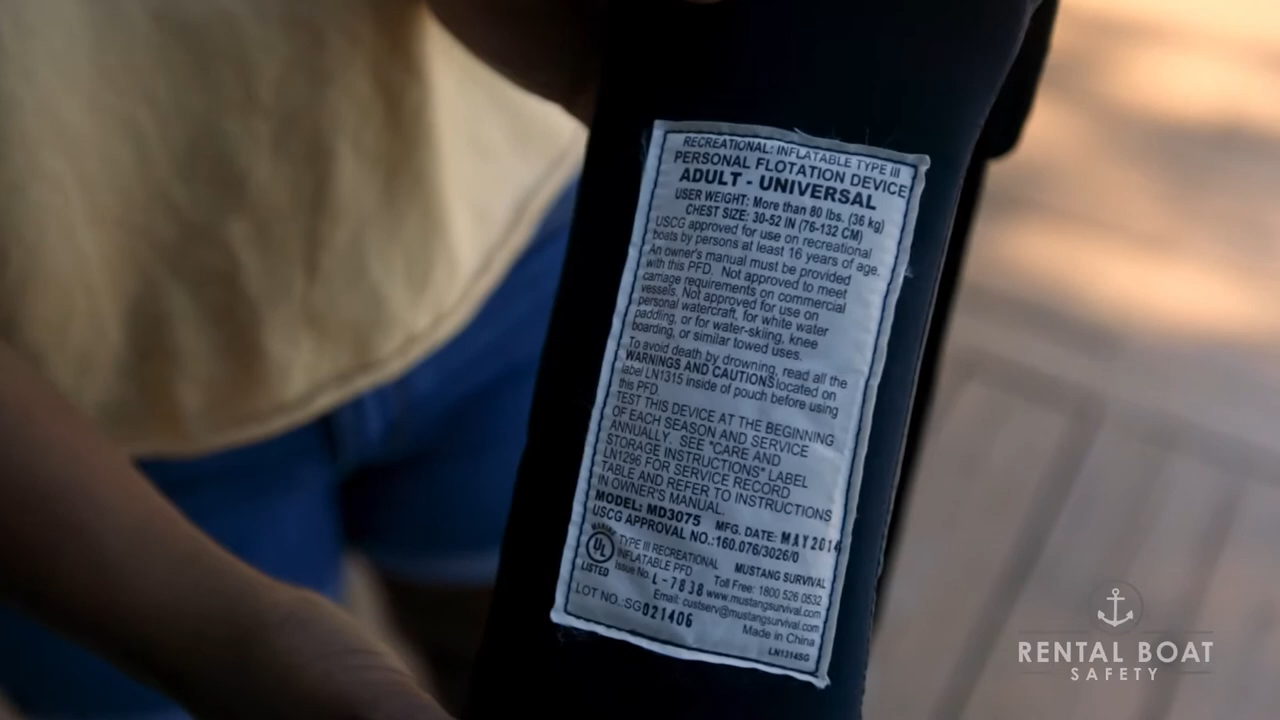 RECREATIONAL: INFLATABLE TYPE III
PERSONAL FLOTATION DEVICE
ADULT - UNIVERSAL
USER WEIGHT: More than 80 lbs. (36 kg)
CHEST SIZE: 30-52 IN (76-132 CM)
USCG approved for use on recreational
boats by persons at least 16 years of age.
An owner's manual must be provided
with this PFD. Not approved to meet
carriage requirements on commercial
vessels. Not approved for use on
personal watercraft, for white water
paddling, or for water-skiing, knee
boarding, or similar towed uses.
To avoid death by drowning, read all the
WARNINGS AND CAUTIONS located on
label LN1315 inside of pouch before using
this PFD
TEST THIS DEVICE AT THE BEGINNING
OF EACH SEASON AND SERVICE
ANNUALLY. SEE "CARE AND
STORAGE INSTRUCTIONS" LABEL
LN1296 FOR SERVICE RECORD
TABLE AND REFER TO INSTRUCTIONS
IN OWNER'S MANUAL.
MODEL: MD3075 MFG. DATE: MAY2014
USCG APPROVAL NO.:160.076/3026/0
MARINE
UL
LISTED
TYPE III RECREATIONAL
INFLATABLE PFD
Issue No. L-7838
MUSTANG SURVIVAL
Toll Free: 1800 526 0532
www.mustangsurvival.com
Email: custserv@mustangsurvival.com
LOT NO.:SG021406
Made in China
LN1314SG
RENTAL BOAT
SAFETY